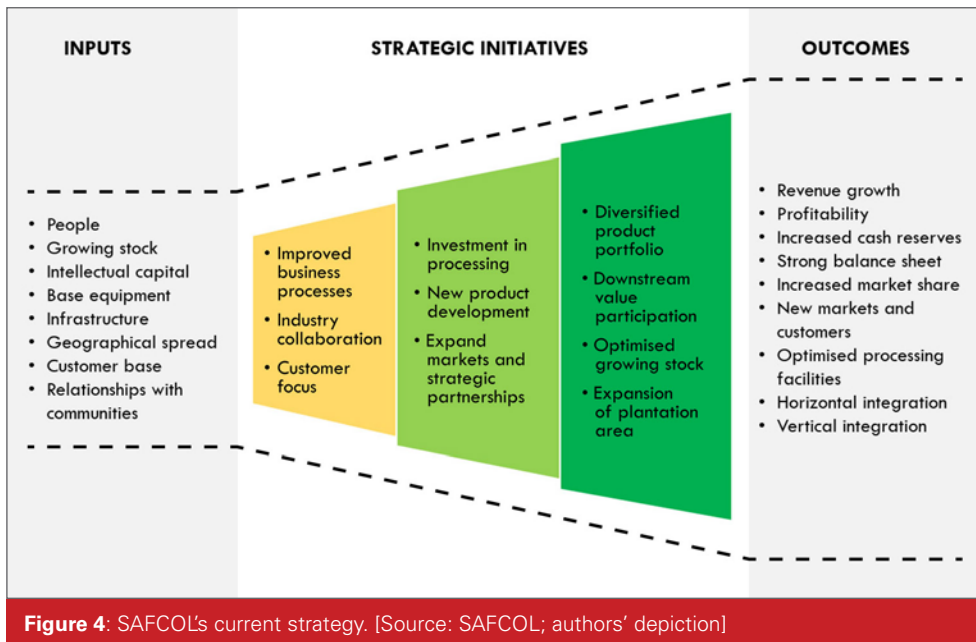 INPUTS
STRATEGIC INITIATIVES
OUTCOMES
• People
• Growing stock
• Intellectual capital
• Base equipment
• Infrastructure
• Geographical spread
• Customer base
• Relationships with
communities
• Improved
business
processes
• Industry
collaboration
• Customer
focus
• Investment in
processing
• New product
development
• Expand
markets and
strategic
partnerships
• Diversified
product
portfolio
• Downstream
value
participation
• Optimised
growing stock
• Expansion
of plantation
area
• Revenue growth
• Profitability
• Increased cash reserves
• Strong balance sheet
• Increased market share
• New markets and
customers
• Optimised processing
facilities
• Horizontal integration
• Vertical integration
Figure 4: SAFCOL's current strategy. [Source: SAFCOL; authors' depiction]